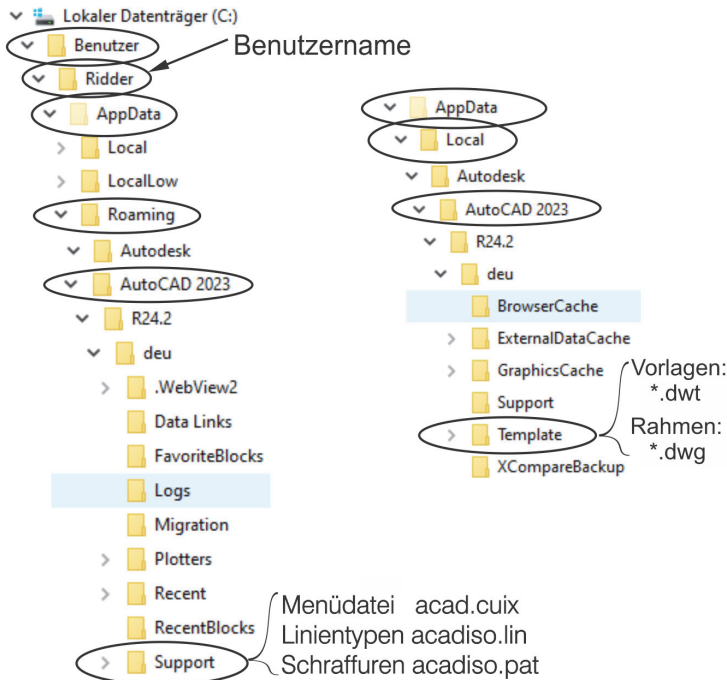 Lokaler Datenträger (C:)
Benutzer
Benutzername
Ridder
AppData
Local
LocalLow
Roaming
Autodesk
AutoCAD 2023
R24.2
deu
.WebView2
Data Links
FavoriteBlocks
Logs
Migration
Plotters
Recent
RecentBlocks
Support
Menüdatei acad.cuix
Linientypen acadiso.lin
Schraffuren acadiso.pat
AppData
Local
Autodesk
AutoCAD 2023
R24.2
deu
BrowserCache
ExternalDataCache
GraphicsCache
Support
Template
XCompareBackup
Vorlagen:
*.dwt
Rahmen:
*.dwg